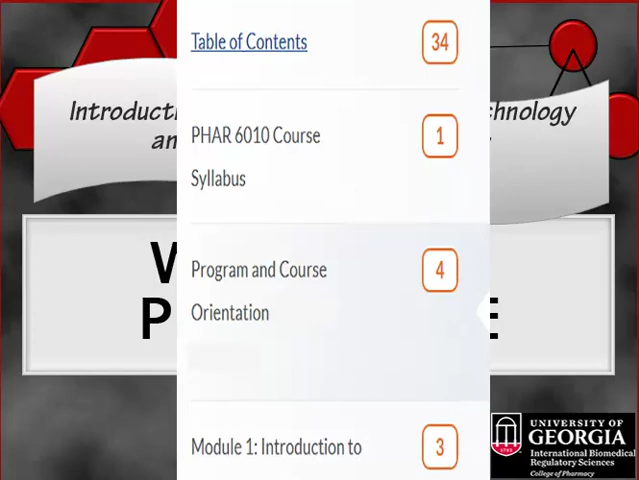 Table of Contents 34
Introducti chnology
an
PHAR 6010 Course 1
Syllabus
W
Program and Course 4
P E
Orientation
Module 1: Introduction to 3
UNIVERSITY OF
GEORGIA
International Biomedical
Regulatory Sciences
College of Pharmacy
1785